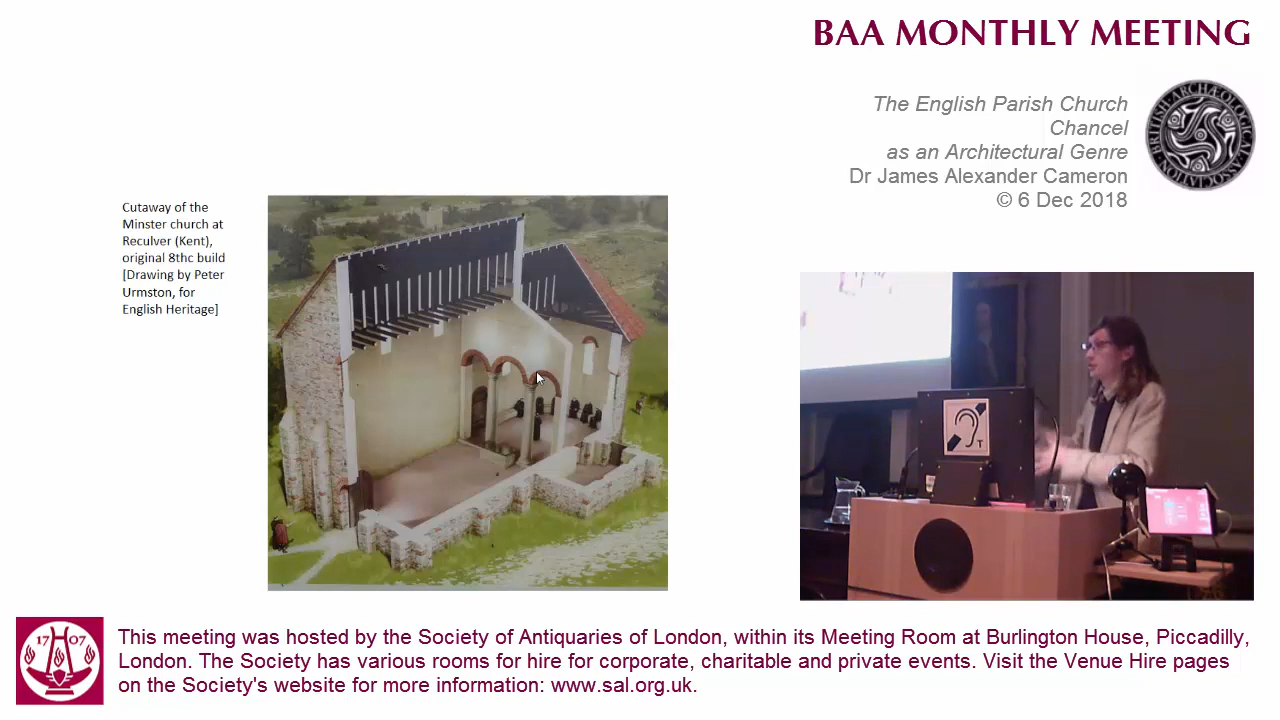 BAA MONTHLY MEETING
The English Parish Church
Chancel
as an Architectural Genre
Dr James Alexander Cameron
© 6 Dec 2018
BRITISH ARCHÆOLOGICAL ASSOCIATION
Cutaway of the
Minster church at
Reculver (Kent),
original 8thc build
[Drawing by Peter
Urmston, for
English Heritage]
T
1707
This meeting was hosted by the Society of Antiquaries of London, within its Meeting Room at Burlington House, Piccadilly,
London. The Society has various rooms for hire for corporate, charitable and private events. Visit the Venue Hire pages
on the Society's website for more information: www.sal.org.uk.